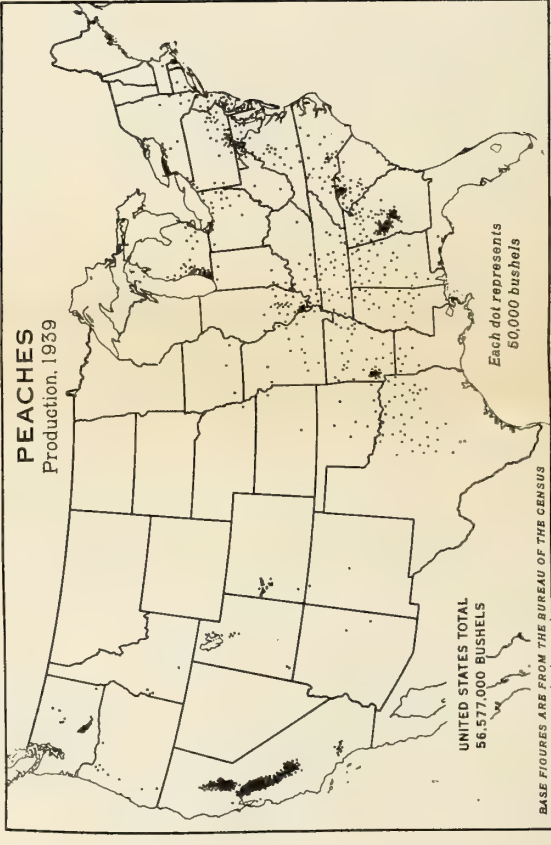 PEACHES
Production, 1939
Each dot represents
50,000 bushels
UNITED STATES TOTAL
56,577,000 BUSHELS
BASE FIGURES ARE FROM THE BUREAU OF THE CENSUS